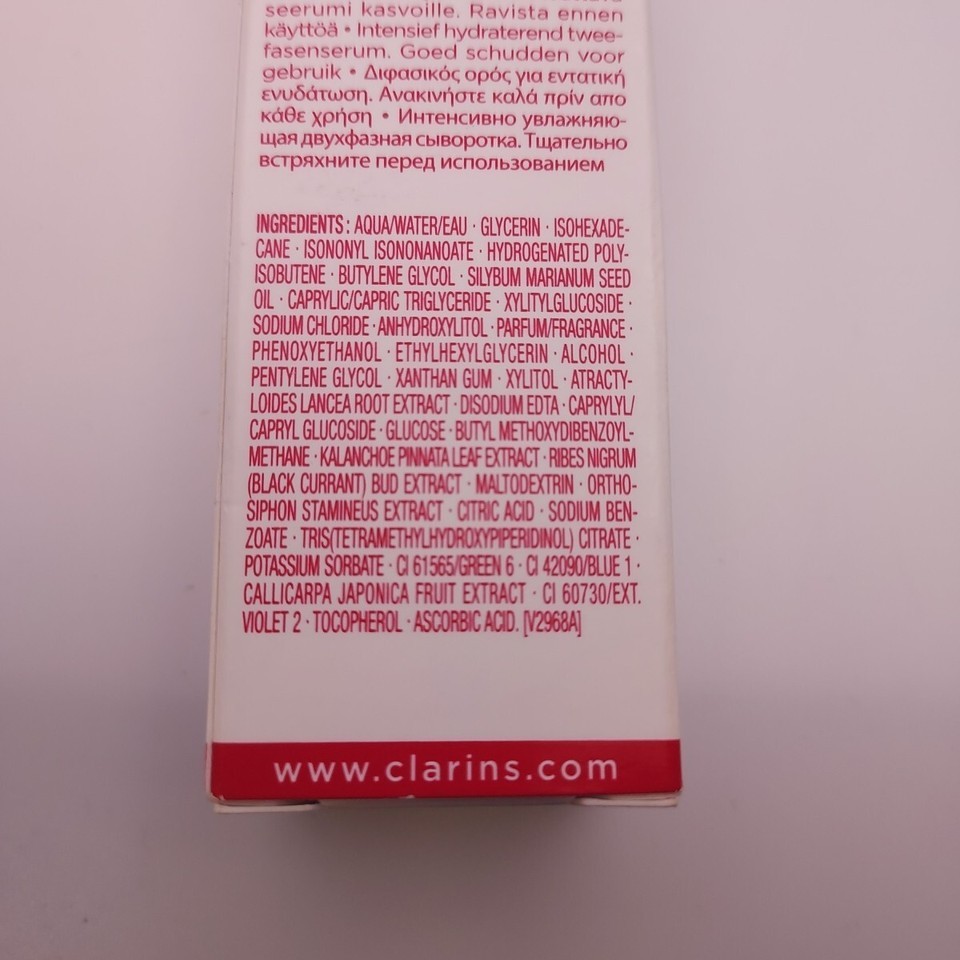 seerumi kasvoille. Ravista ennen
käyttöä • Intensief hydraterend twee-
fasenserum. Goed schudden voor
gebruik • Διφασικός ορός για εντατική
ενυδάτωση. Ανακινήστε καλά πρίν απο
κάθε χρήση • Интенсивно увлажняю-
щая двухфазная сыворотка. Тщательно
встряхните перед использованием
INGREDIENTS: AQUA/WATER/EAU · GLYCERIN · ISOHEXADE-
CANE · ISONONYL ISONONANOATE · HYDROGENATED POLY-
ISOBUTENE · BUTYLENE GLYCOL · SILYBUM MARIANUM SEED
OIL · CAPRYLIC/CAPRIC TRIGLYCERIDE · XYLITYLGLUCOSIDE ·
SODIUM CHLORIDE · ANHYDROXYLITOL · PARFUM/FRAGRANCE ·
PHENOXYETHANOL · ETHYLHEXYLGLYCERIN · ALCOHOL ·
PENTYLENE GLYCOL · XANTHAN GUM · XYLITOL · ATRACTY-
LOIDES LANCEA ROOT EXTRACT · DISODIUM EDTA · CAPRYLYL/
CAPRYL GLUCOSIDE · GLUCOSE · BUTYL METHOXYDIBENZOYL-
METHANE · KALANCHOE PINNATA LEAF EXTRACT · RIBES NIGRUM
(BLACK CURRANT) BUD EXTRACT · MALTODEXTRIN · ORTHO-
SIPHON STAMINEUS EXTRACT · CITRIC ACID · SODIUM BEN-
ZOATE · TRIS(TETRAMETHYLHYDROXYPIPERIDINOL) CITRATE ·
POTASSIUM SORBATE · CI 61565/GREEN 6 · CI 42090/BLUE 1 ·
CALLICARPA JAPONICA FRUIT EXTRACT · CI 60730/EXT.
VIOLET 2 · TOCOPHEROL · ASCORBIC ACID. [V2968A]
www.clarins.com